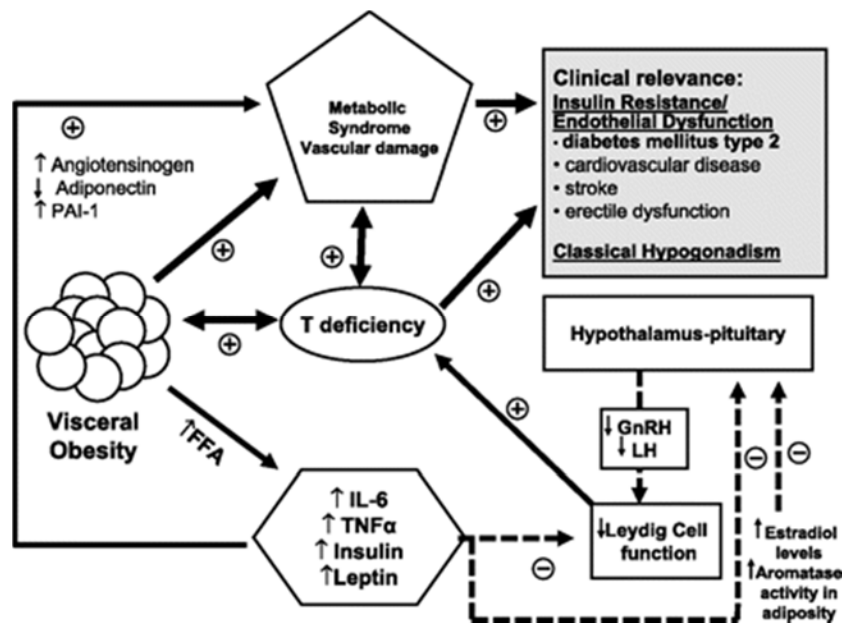 Metabolic
Syndrome
Vascular damage
Clinical relevance:
Insulin Resistance/
Endothelial Dysfunction
· diabetes mellitus type 2
• cardiovascular disease
• stroke
• erectile dysfunction
Classical Hypogonadism
+
+
↑ Angiotensinogen
↓ Adiponectin
↑ PAI-1
+
+
+
+
T deficiency
Visceral
Obesity
Hypothalamus-pituitary
↑FFA
+
↓ GnRH
↓ LH
−
−
↑ IL-6
↑ TNFα
↑ Insulin
↑Leptin
−
↓Leydig Cell
function
↑Estradiol
levels
↑Aromatase
activity in
adiposity